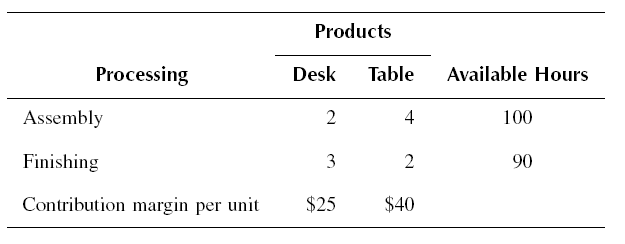 Products
Processing Desk Table Available Hours
Assembly 2 4 100
Finishing 3 2 90
Contribution margin per unit $25 $40